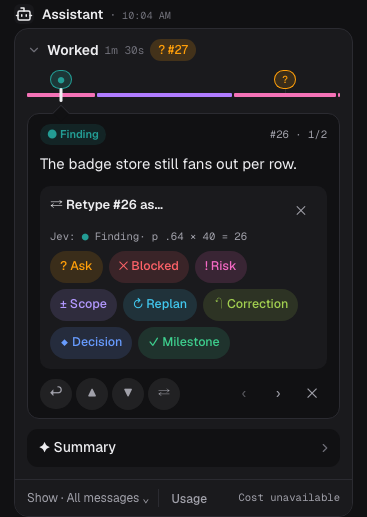 Assistant · 10:04 AM
Worked 1m 30s ? #27
?
Finding #26 · 1/2
The badge store still fans out per row.
Retype #26 as…
Jev: Finding· p .64 × 40 = 26
? Ask × Blocked ! Risk
± Scope ↻ Replan Correction
◆ Decision ✓ Milestone
✦ Summary
Show · All messages Usage Cost unavailable